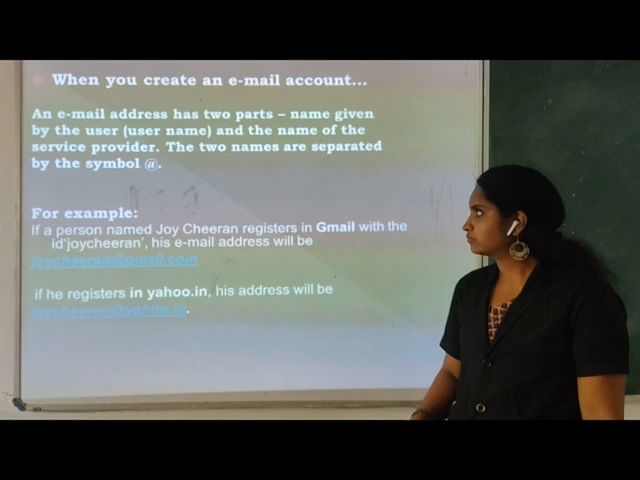 When you create an e-mail account...
An e-mail address has two parts – name given
by the user (user name) and the name of the
service provider. The two names are separated
by the symbol @.
For example:
If a person named Joy Cheeran registers in Gmail with the
id'joycheeran', his e-mail address will be
joycheeran@gmail.com
if he registers in yahoo.in, his address will be
joycheeran@yahoo.in.